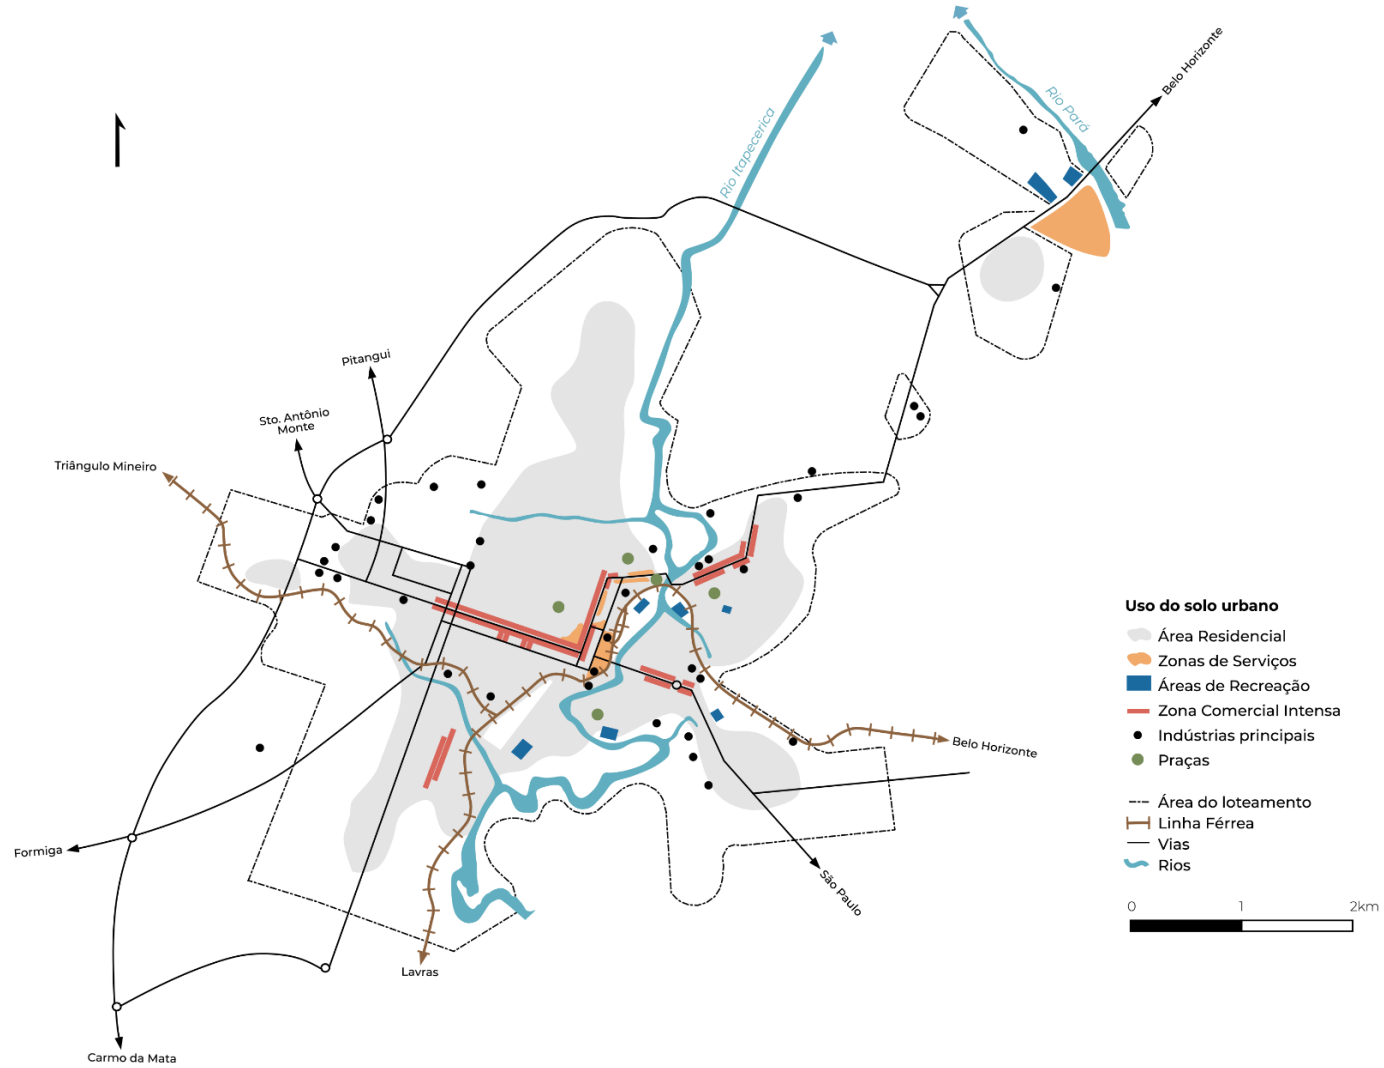 Rio Pará
Belo Horizonte
Rio Itapecerica
Pitangui
Sto. Antônio
Monte
Triângulo Mineiro
Uso do solo urbano
Área Residencial
Zonas de Serviços
Áreas de Recreação
Zona Comercial Intensa
Indústrias principais
Praças
Área do loteamento
Linha Férrea
Vias
Rios
0 1 2km
Belo Horizonte
Formiga
São Paulo
Lavras
Carmo da Mata